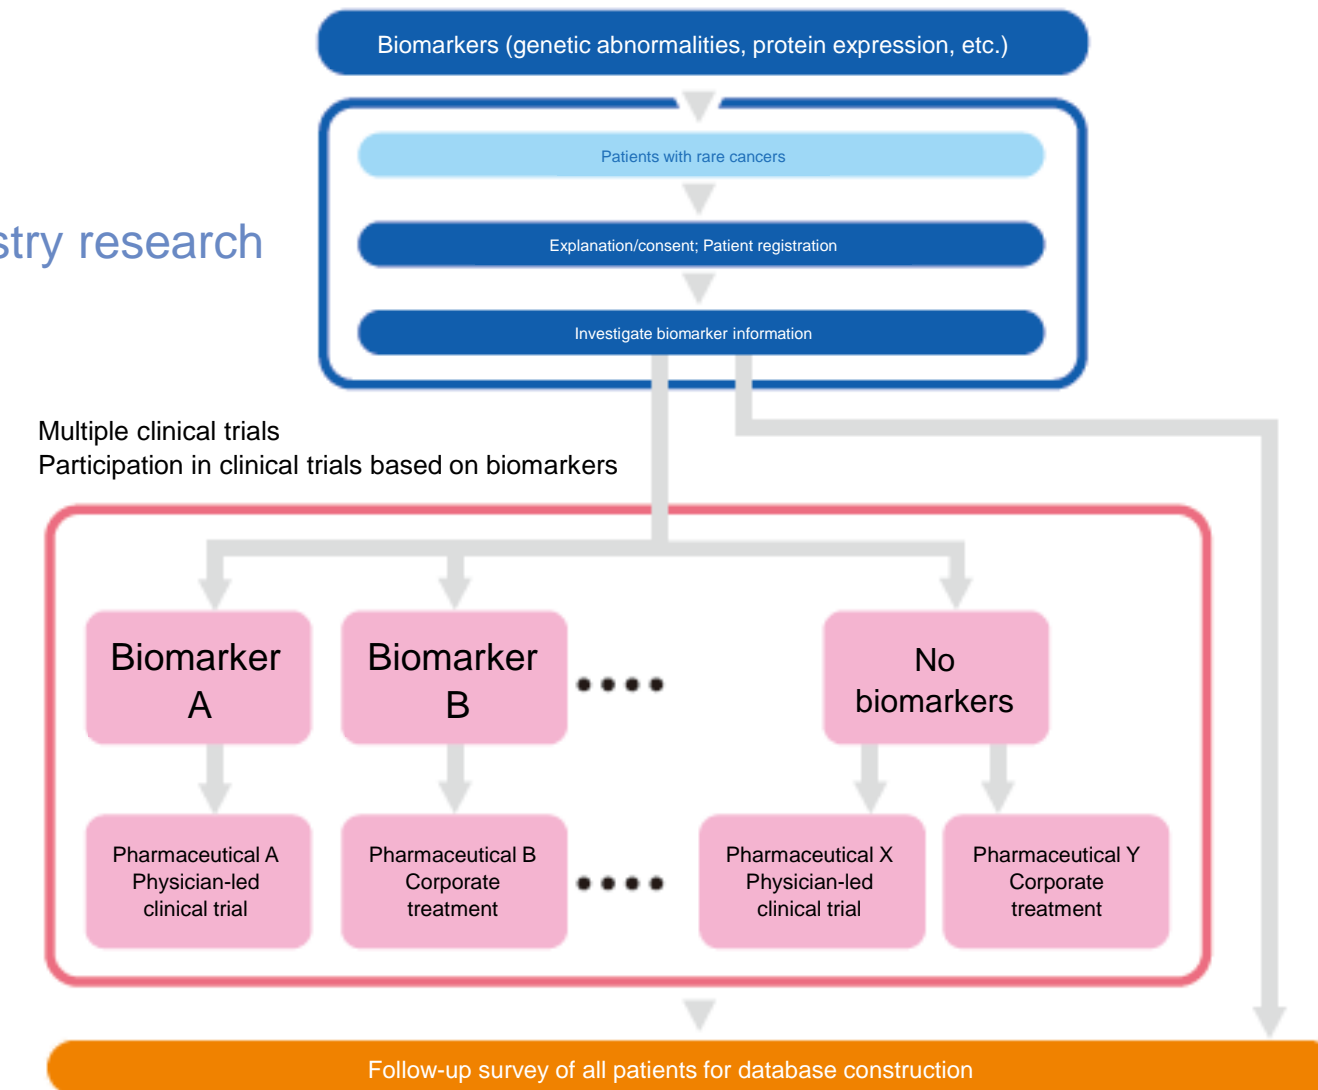 Biomarkers (genetic abnormalities, protein expression, etc.)
Patients with rare cancers
stry research
Explanation/consent; Patient registration
Investigate biomarker information
Multiple clinical trials
Participation in clinical trials based on biomarkers
Biomarker
A
Biomarker
B
No
biomarkers
Pharmaceutical A
Physician-led
clinical trial
Pharmaceutical B
Corporate
treatment
Pharmaceutical X
Physician-led
clinical trial
Pharmaceutical Y
Corporate
treatment
Follow-up survey of all patients for database construction